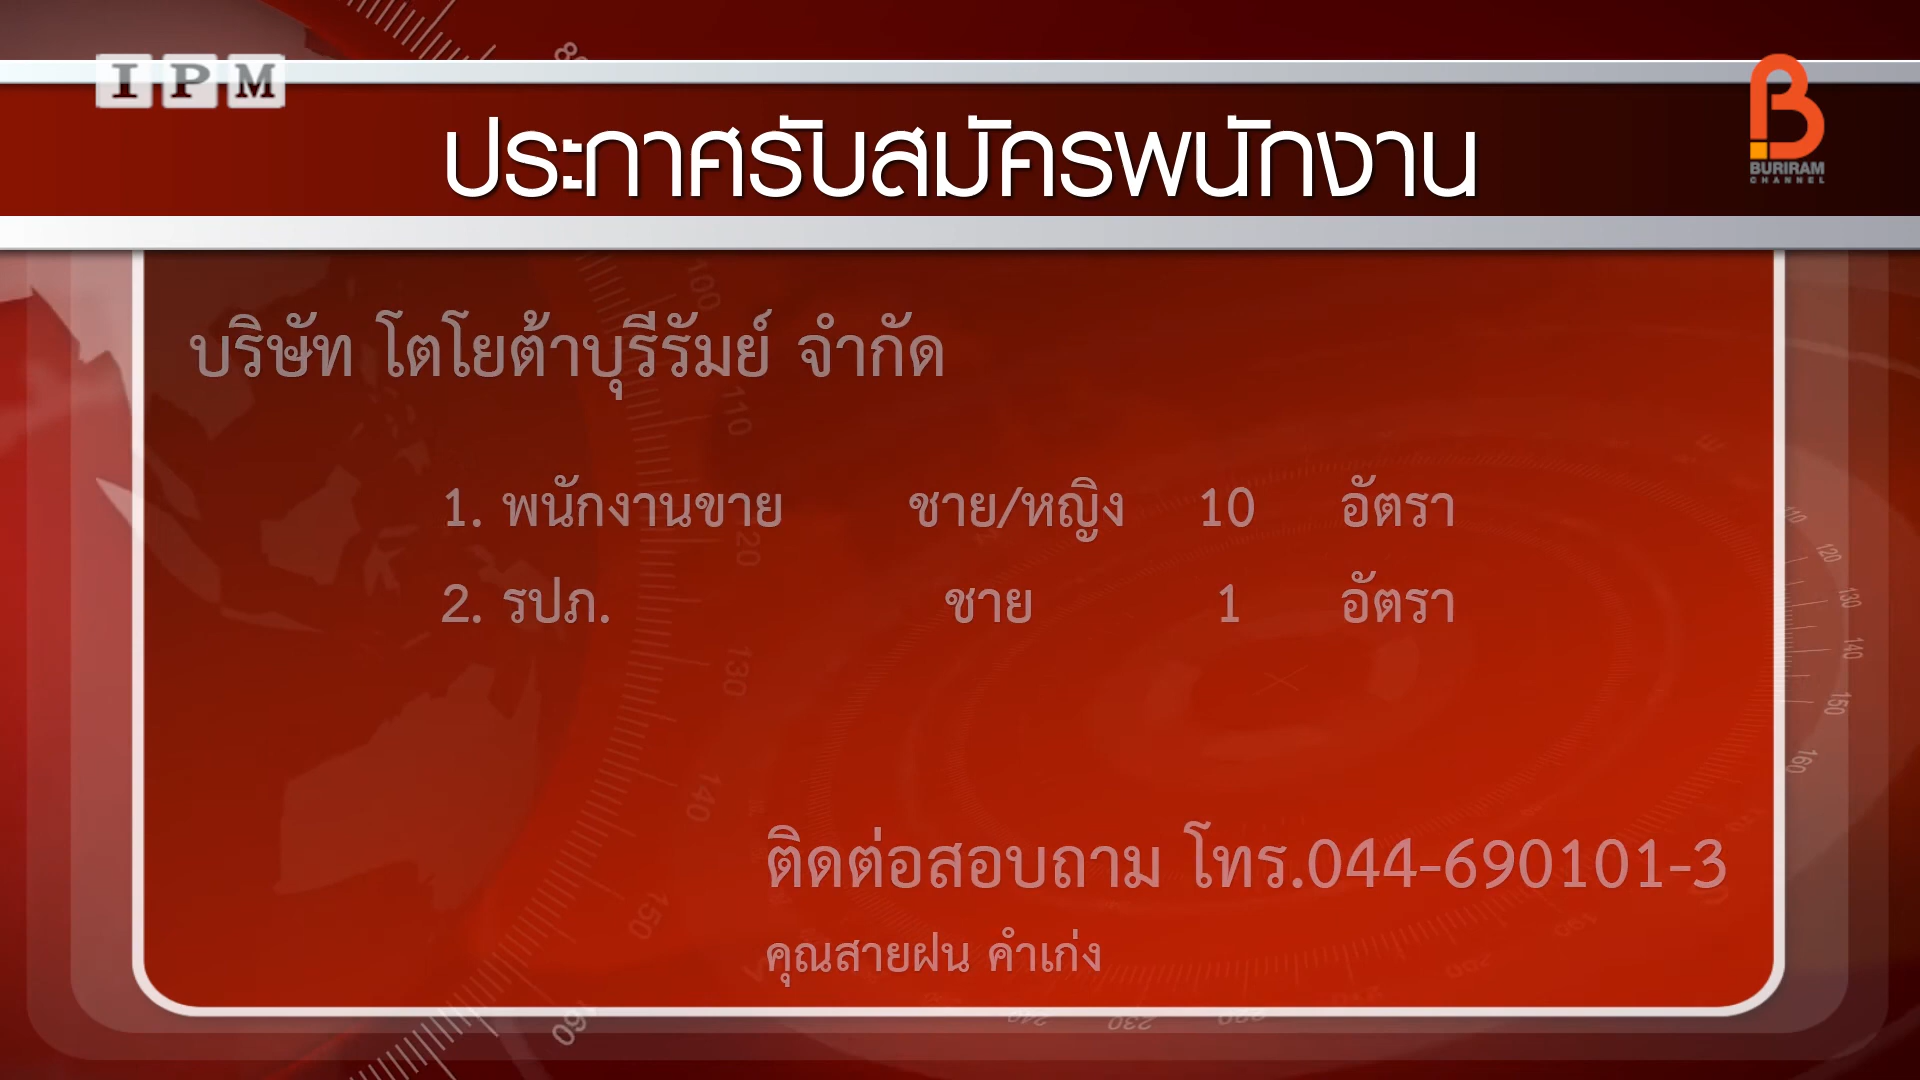 IPM
BURIRAM
CHANNEL
ประกาศรับสมัครพนักงาน
บริษัท โตโยต้าบุรีรัมย์ จำกัด
1. พนักงานขาย ชาย/หญิง 10 อัตรา
2. รปภ. ชาย 1 อัตรา
ติดต่อสอบถาม โทร.044-690101-3
คุณสายฝน คำเก่ง